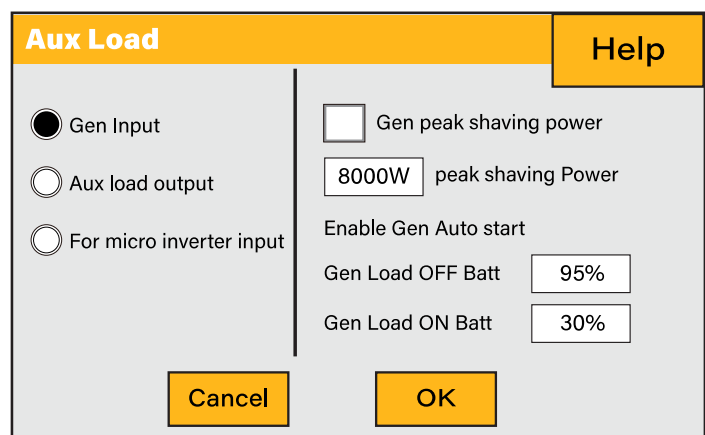 Aux Load
Help
Gen Input
Aux load output
For micro inverter input
Gen peak shaving power
8000W peak shaving Power
Enable Gen Auto start
Gen Load OFF Batt 95%
Gen Load ON Batt 30%
Cancel
OK